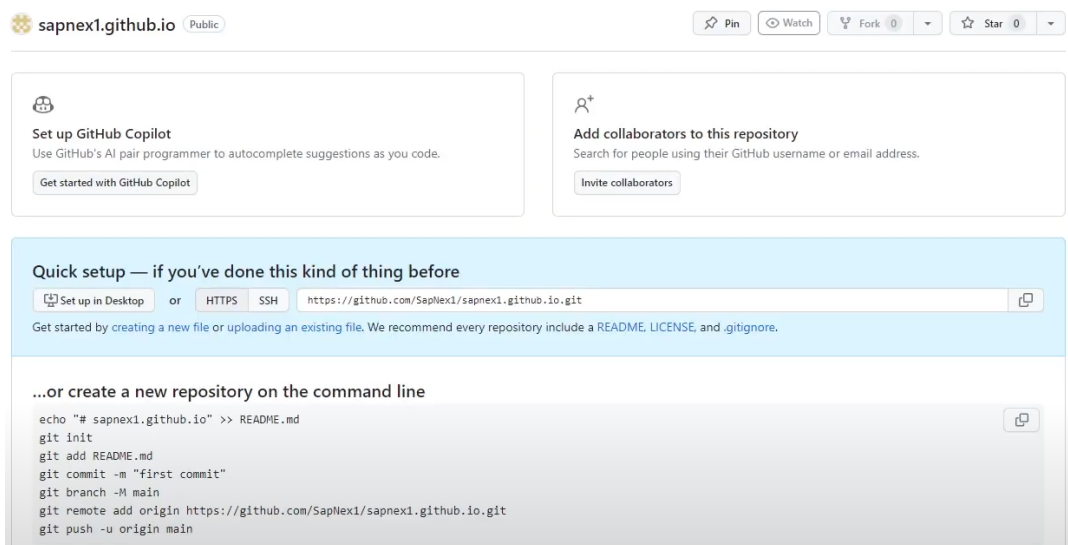 sapnex1.github.io Public
Pin Watch Fork 0 Star 0
Set up GitHub Copilot
Use GitHub's AI pair programmer to autocomplete suggestions as you code.
Get started with GitHub Copilot
Add collaborators to this repository
Search for people using their GitHub username or email address.
Invite collaborators
Quick setup — if you've done this kind of thing before
Set up in Desktop or HTTPS SSH https://github.com/SapNex1/sapnex1.github.io.git
Get started by creating a new file or uploading an existing file. We recommend every repository include a README, LICENSE, and .gitignore.
...or create a new repository on the command line
echo "# sapnex1.github.io" >> README.md
git init
git add README.md
git commit -m "first commit"
git branch -M main
git remote add origin https://github.com/SapNex1/sapnex1.github.io.git
git push -u origin main